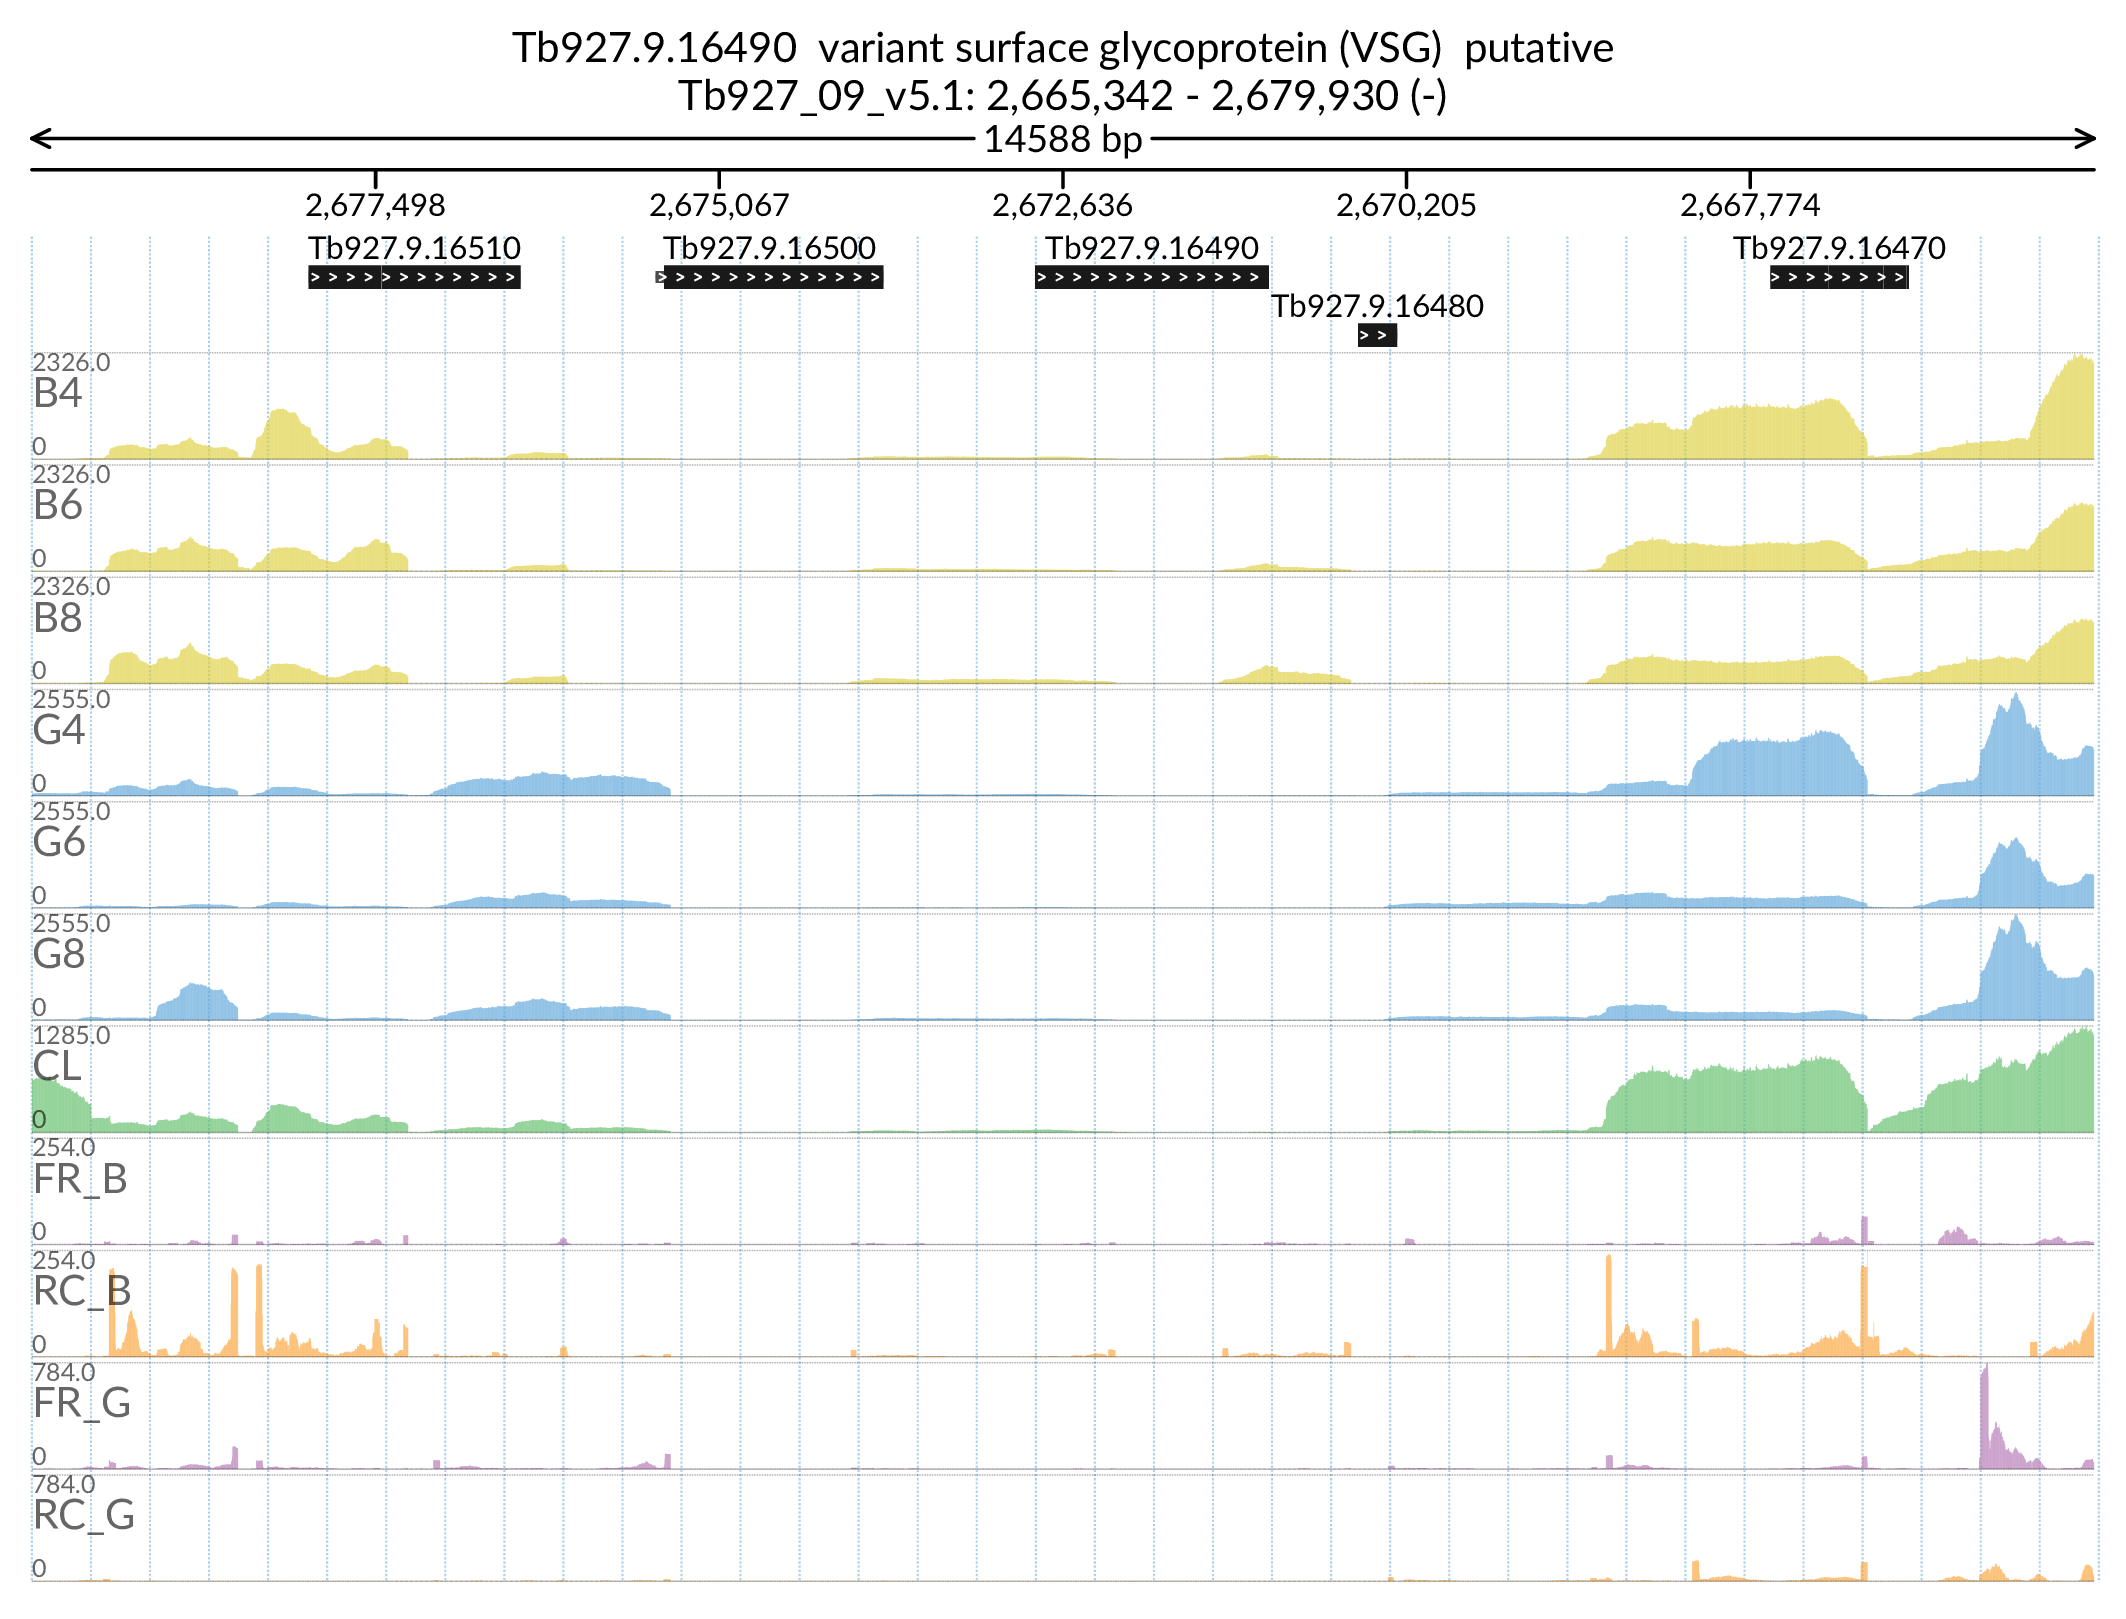 Tb927.9.16490  variant surface glycoprotein (VSG)  putative
Tb927_09_v5.1: 2,665,342 - 2,679,930 (-)
14588 bp
2,677,498 2,675,067 2,672,636 2,670,205 2,667,774
Tb927.9.16510 Tb927.9.16500 Tb927.9.16490 Tb927.9.16470
Tb927.9.16480
2326.0
B4
0
2326.0
B6
0
2326.0
B8
0
2555.0
G4
0
2555.0
G6
0
2555.0
G8
0
1285.0
CL
0
254.0
FR_B
0
254.0
RC_B
0
784.0
FR_G
0
784.0
RC_G
0